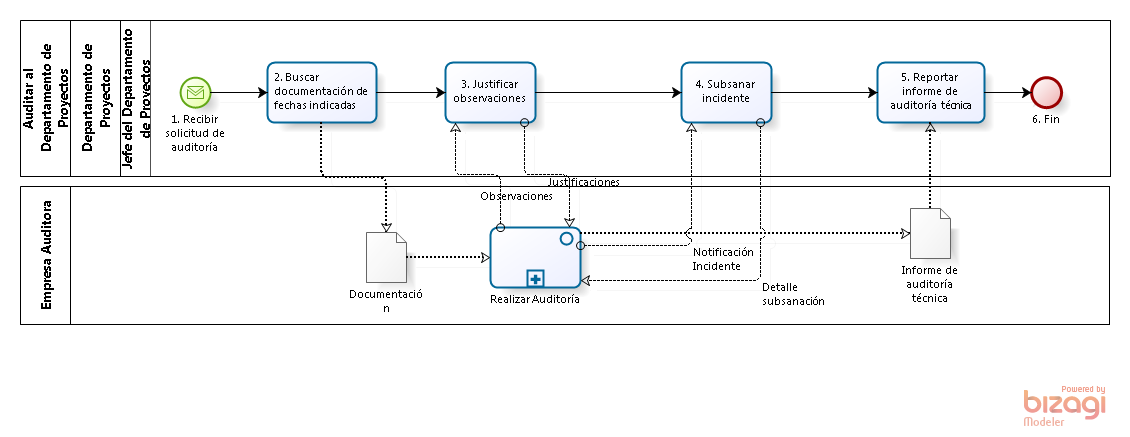 Auditar al
Departamento de
Proyectos
Departamento de
Proyectos
Jefe del Departamento
de Proyectos
1. Recibir
solicitud de
auditoría
2. Buscar
documentación de
fechas indicadas
3. Justificar
observaciones
4. Subsanar
incidente
5. Reportar
informe de
auditoría técnica
6. Fin
Justificaciones
Observaciones
Empresa Auditora
Documentació
n
Realizar Auditoría
Notificación
Incidente
Detalle
subsanación
Informe de
auditoría
técnica
Powered by
bizagi
Modeler